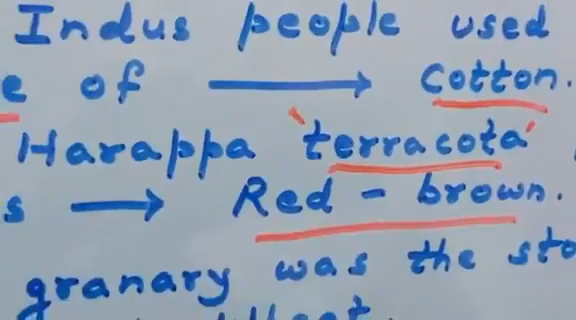 Indus people used
e of → Cotton.
Harappa 'terracota'
s → Red - brown.
granary was the sto